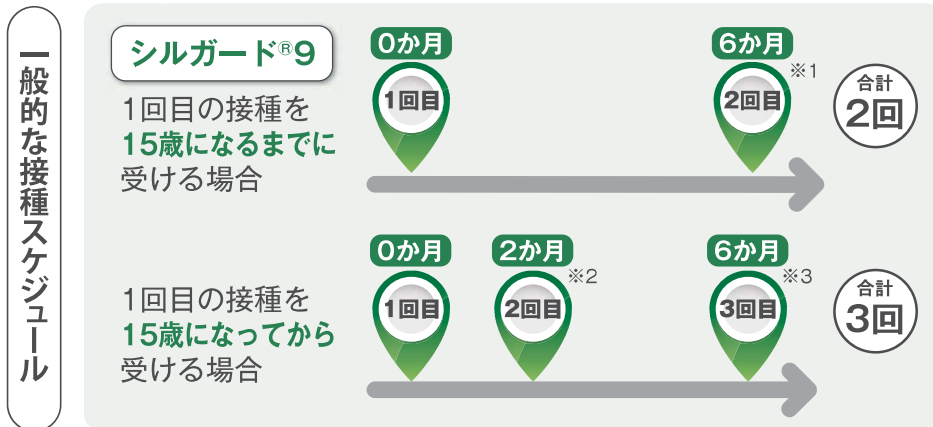 一般的な接種スケジュール
シルガード®9
1回目の接種を
15歳になるまでに
受ける場合
0か月
1回目
6か月
2回目
※1
合計
2回
1回目の接種を
15歳になってから
受ける場合
0か月
1回目
2か月
2回目
※2
6か月
3回目
※3
合計
3回